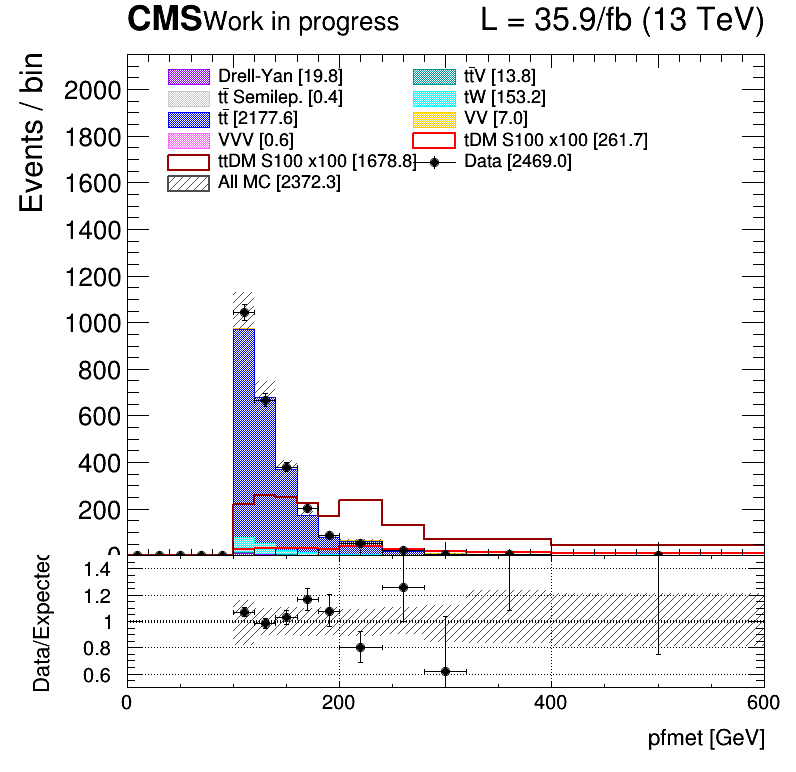 CMS Work in progress L = 35.9/fb (13 TeV)
Events / bin
2000
1800
1600
1400
1200
1000
800
600
400
200
0
Drell-Yan [19.8]
tt̄V [13.8]
tt̄ Semilep. [0.4]
tW [153.2]
tt̄ [2177.6]
VV [7.0]
VVV [0.6]
tDM S100 x100 [261.7]
ttDM S100 x100 [1678.8]
Data [2469.0]
All MC [2372.3]
Data/Expected
1.4
1.2
1
0.8
0.6
0 200 400 600
pfmet [GeV]